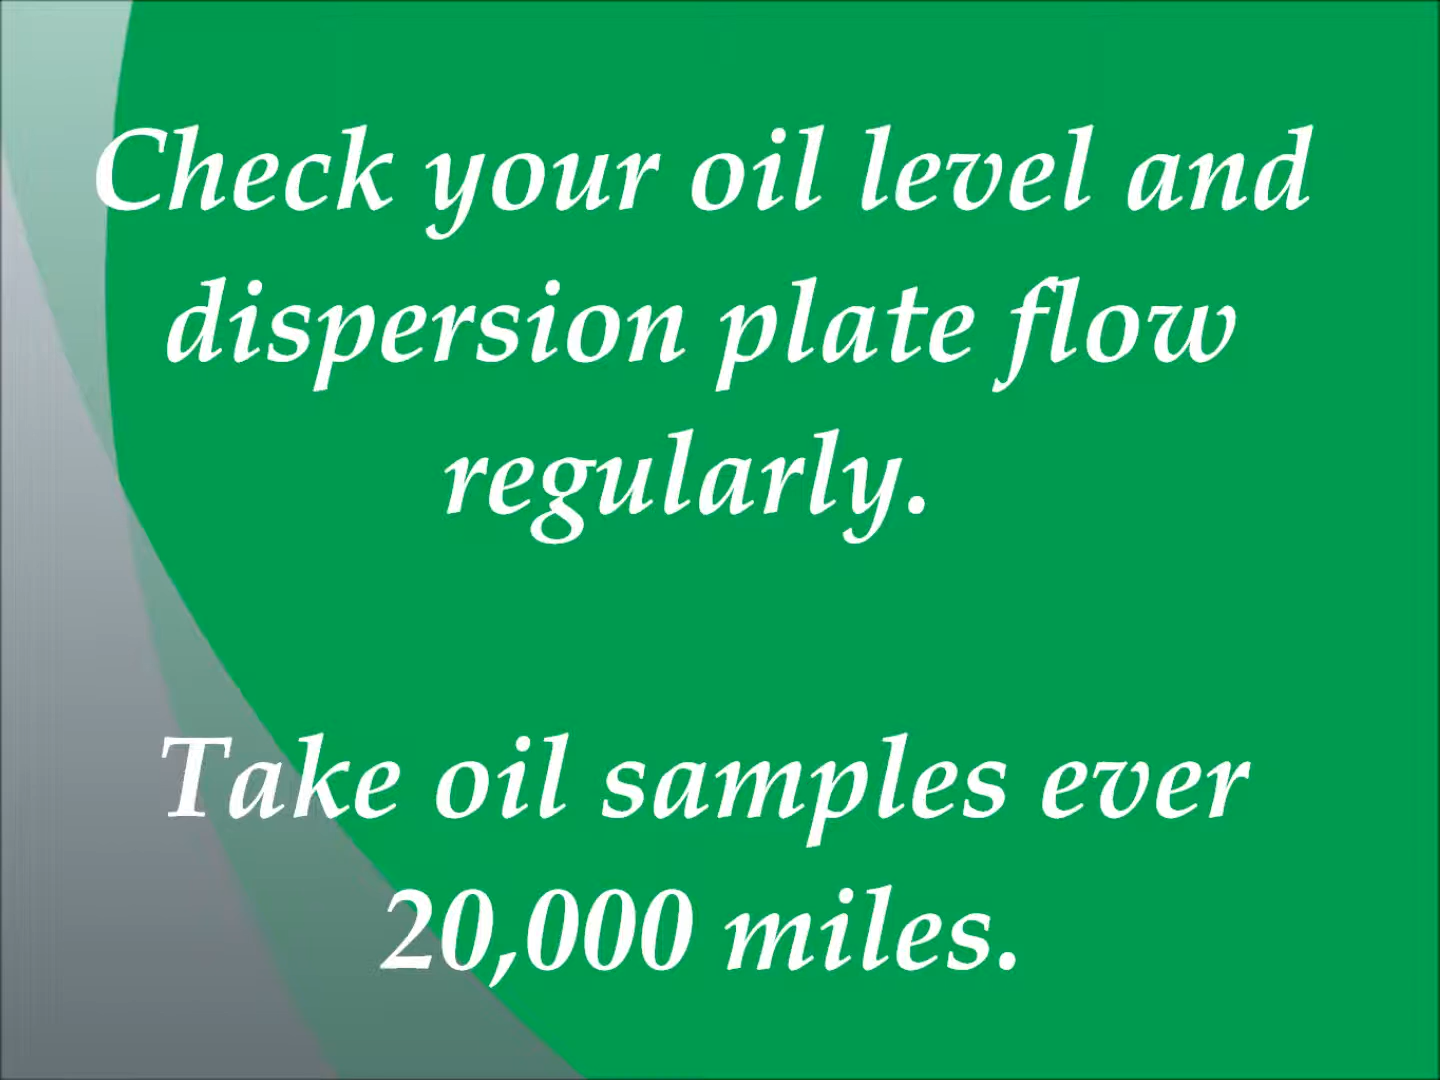 Check your oil level and
dispersion plate flow
regularly.
Take oil samples ever
20,000 miles.